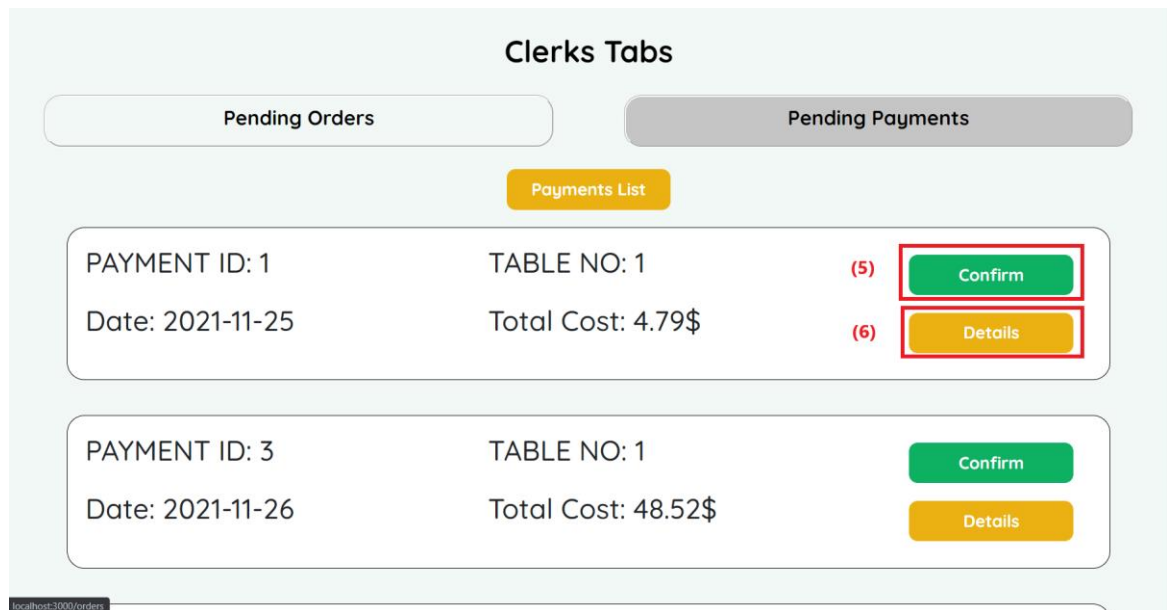 Clerks Tabs
Pending Orders
Pending Payments
Payments List
PAYMENT ID: 1
TABLE NO: 1
(5)
Confirm
Date: 2021-11-25
Total Cost: 4.79$
(6)
Details
PAYMENT ID: 3
TABLE NO: 1
Confirm
Date: 2021-11-26
Total Cost: 48.52$
Details
localhost:3000/orders